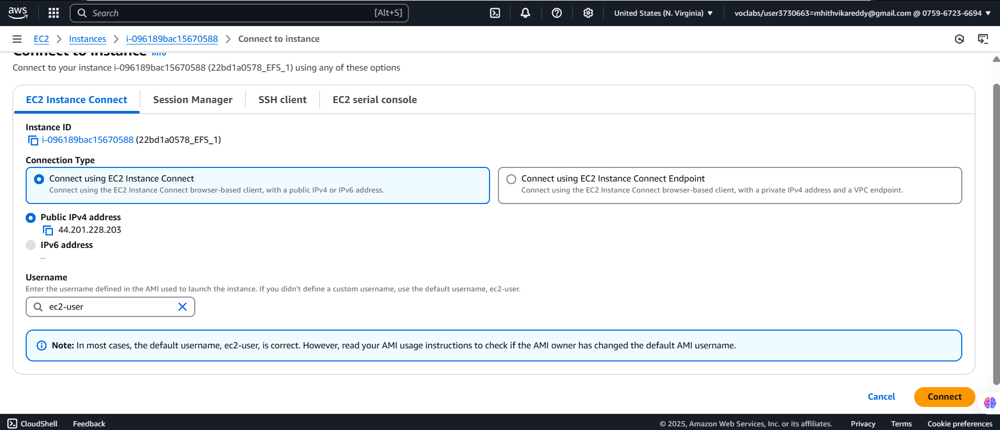 aws
Search [Alt+S]
United States (N. Virginia) voclabs/user3730663=mhithvikareddy@gmail.com @ 0759-6723-6694
EC2 Instances i-096189bac15670588 Connect to instance
Connect to instance Info
Connect to your instance i-096189bac15670588 (22bd1a0578_EFS_1) using any of these options
EC2 Instance Connect Session Manager SSH client EC2 serial console
Instance ID
i-096189bac15670588 (22bd1a0578_EFS_1)
Connection Type
Connect using EC2 Instance Connect
Connect using the EC2 Instance Connect browser-based client, with a public IPv4 or IPv6 address.
Connect using EC2 Instance Connect Endpoint
Connect using the EC2 Instance Connect browser-based client, with a private IPv4 address and a VPC endpoint.
Public IPv4 address
44.201.228.203
IPv6 address
–
Username
Enter the username defined in the AMI used to launch the instance. If you didn't define a custom username, use the default username, ec2-user.
ec2-user
Note: In most cases, the default username, ec2-user, is correct. However, read your AMI usage instructions to check if the AMI owner has changed the default AMI username.
Cancel Connect
CloudShell Feedback © 2025, Amazon Web Services, Inc. or its affiliates. Privacy Terms Cookie preferences